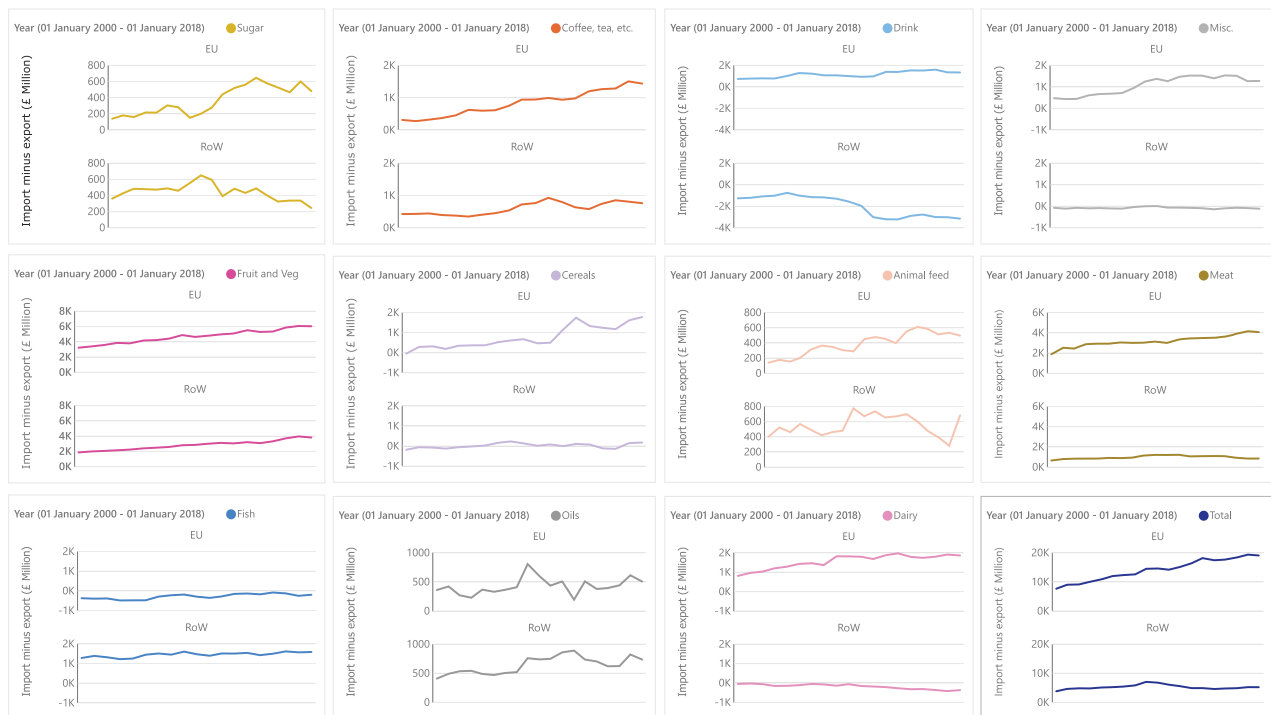 Year (01 January 2000 - 01 January 2018) Sugar
EU
Import minus export (£ Million)
800
600
400
200
0
RoW
800
600
400
200
0
Year (01 January 2000 - 01 January 2018) Coffee, tea, etc.
EU
Import minus export (£ Million)
2K
1K
0K
RoW
2K
1K
0K
Year (01 January 2000 - 01 January 2018) Drink
EU
Import minus export (£ Million)
2K
0K
-2K
-4K
RoW
2K
0K
-2K
-4K
Year (01 January 2000 - 01 January 2018) Misc.
EU
Import minus export (£ Million)
2K
1K
0K
-1K
RoW
2K
1K
0K
-1K
Year (01 January 2000 - 01 January 2018) Fruit and Veg
EU
Import minus export (£ Million)
8K
6K
4K
2K
0K
RoW
8K
6K
4K
2K
0K
Year (01 January 2000 - 01 January 2018) Cereals
EU
Import minus export (£ Million)
2K
1K
0K
-1K
RoW
2K
1K
0K
-1K
Year (01 January 2000 - 01 January 2018) Animal feed
EU
Import minus export (£ Million)
800
600
400
200
0
RoW
800
600
400
200
0
Year (01 January 2000 - 01 January 2018) Meat
EU
Import minus export (£ Million)
6K
4K
2K
0K
RoW
6K
4K
2K
0K
Year (01 January 2000 - 01 January 2018) Fish
EU
Import minus export (£ Million)
2K
1K
0K
-1K
RoW
2K
1K
0K
-1K
Year (01 January 2000 - 01 January 2018) Oils
EU
Import minus export (£ Million)
1000
500
0
RoW
1000
500
0
Year (01 January 2000 - 01 January 2018) Dairy
EU
Import minus export (£ Million)
2K
1K
0K
-1K
RoW
2K
1K
0K
-1K
Year (01 January 2000 - 01 January 2018) Total
EU
Import minus export (£ Million)
20K
10K
0K
RoW
20K
10K
0K